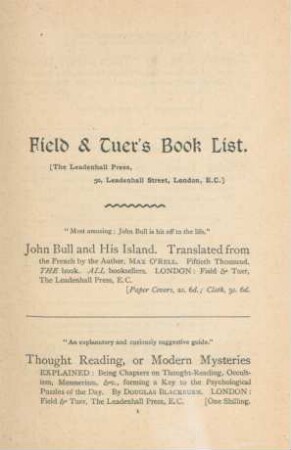 Field & Tuer's Book List.
[The Leadenhall Press,
50, Leadenhall Street, London, E.C.]
"Most amusing: John Bull is hit off to the life."
John Bull and His Island. Translated from
the French by the Author, MAX O'RELL. Fiftieth Thousand.
THE book. ALL booksellers. LONDON: Field & Tuer,
The Leadenhall Press, E.C.
[Paper Covers, 2s. 6d.; Cloth, 3s. 6d.
"An explanatory and curiously suggestive guide."
Thought Reading, or Modern Mysteries
EXPLAINED: Being Chapters on Thought-Reading, Occult-
ism, Mesmerism, &c., forming a Key to the Psychological
Puzzles of the Day. By DOUGLAS BLACKBURN. LONDON:
Field & Tuer, The Leadenhall Press, E.C. [One Shilling.
1